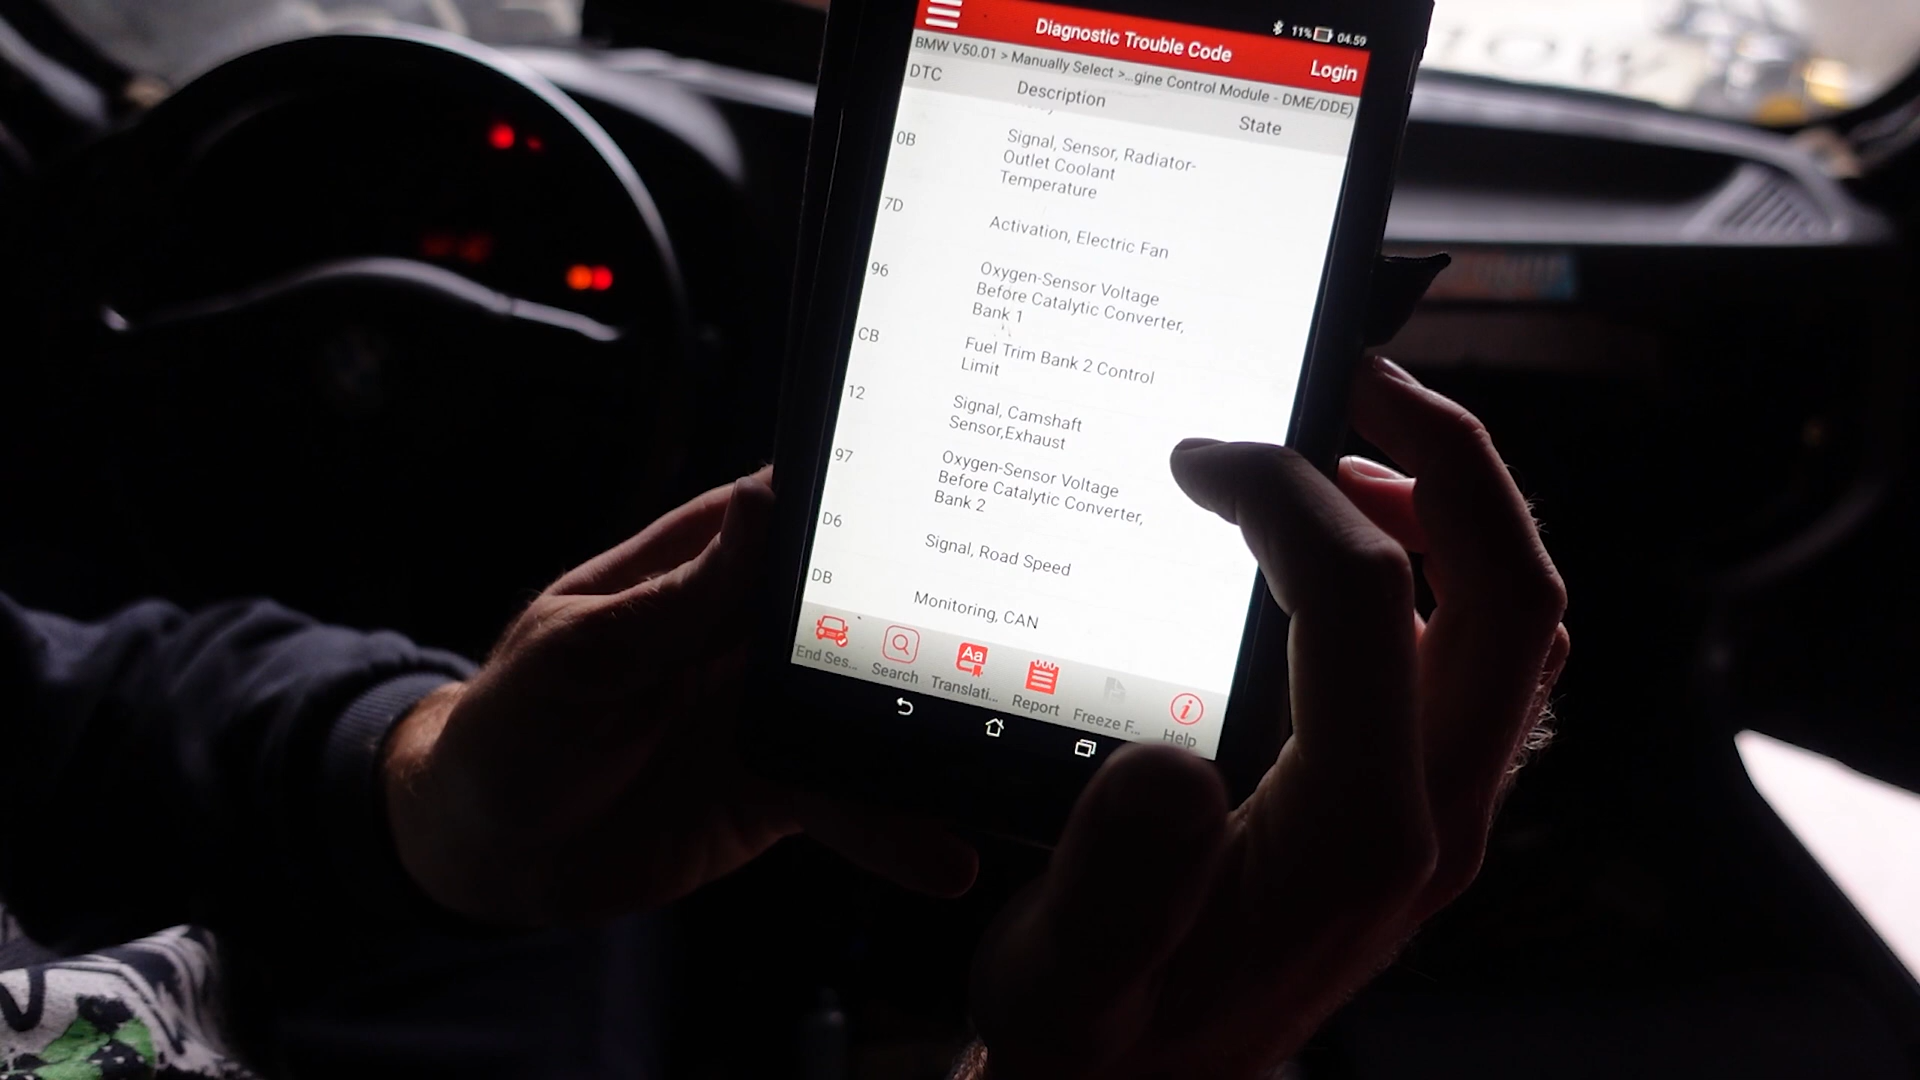 11% 04.59
Diagnostic Trouble Code
Login
BMW V50.01 > Manually Select >...gine Control Module - DME/DDE)
DTC
Description
State
0B
Signal, Sensor, Radiator-
Outlet Coolant
Temperature
7D
Activation, Electric Fan
96
Oxygen-Sensor Voltage
Before Catalytic Converter,
Bank 1
CB
Fuel Trim Bank 2 Control
Limit
12
Signal, Camshaft
Sensor,Exhaust
97
Oxygen-Sensor Voltage
Before Catalytic Converter,
Bank 2
D6
Signal, Road Speed
DB
Monitoring, CAN
End Ses...
Search
Aa
Translati...
Report
Freeze F...
Help